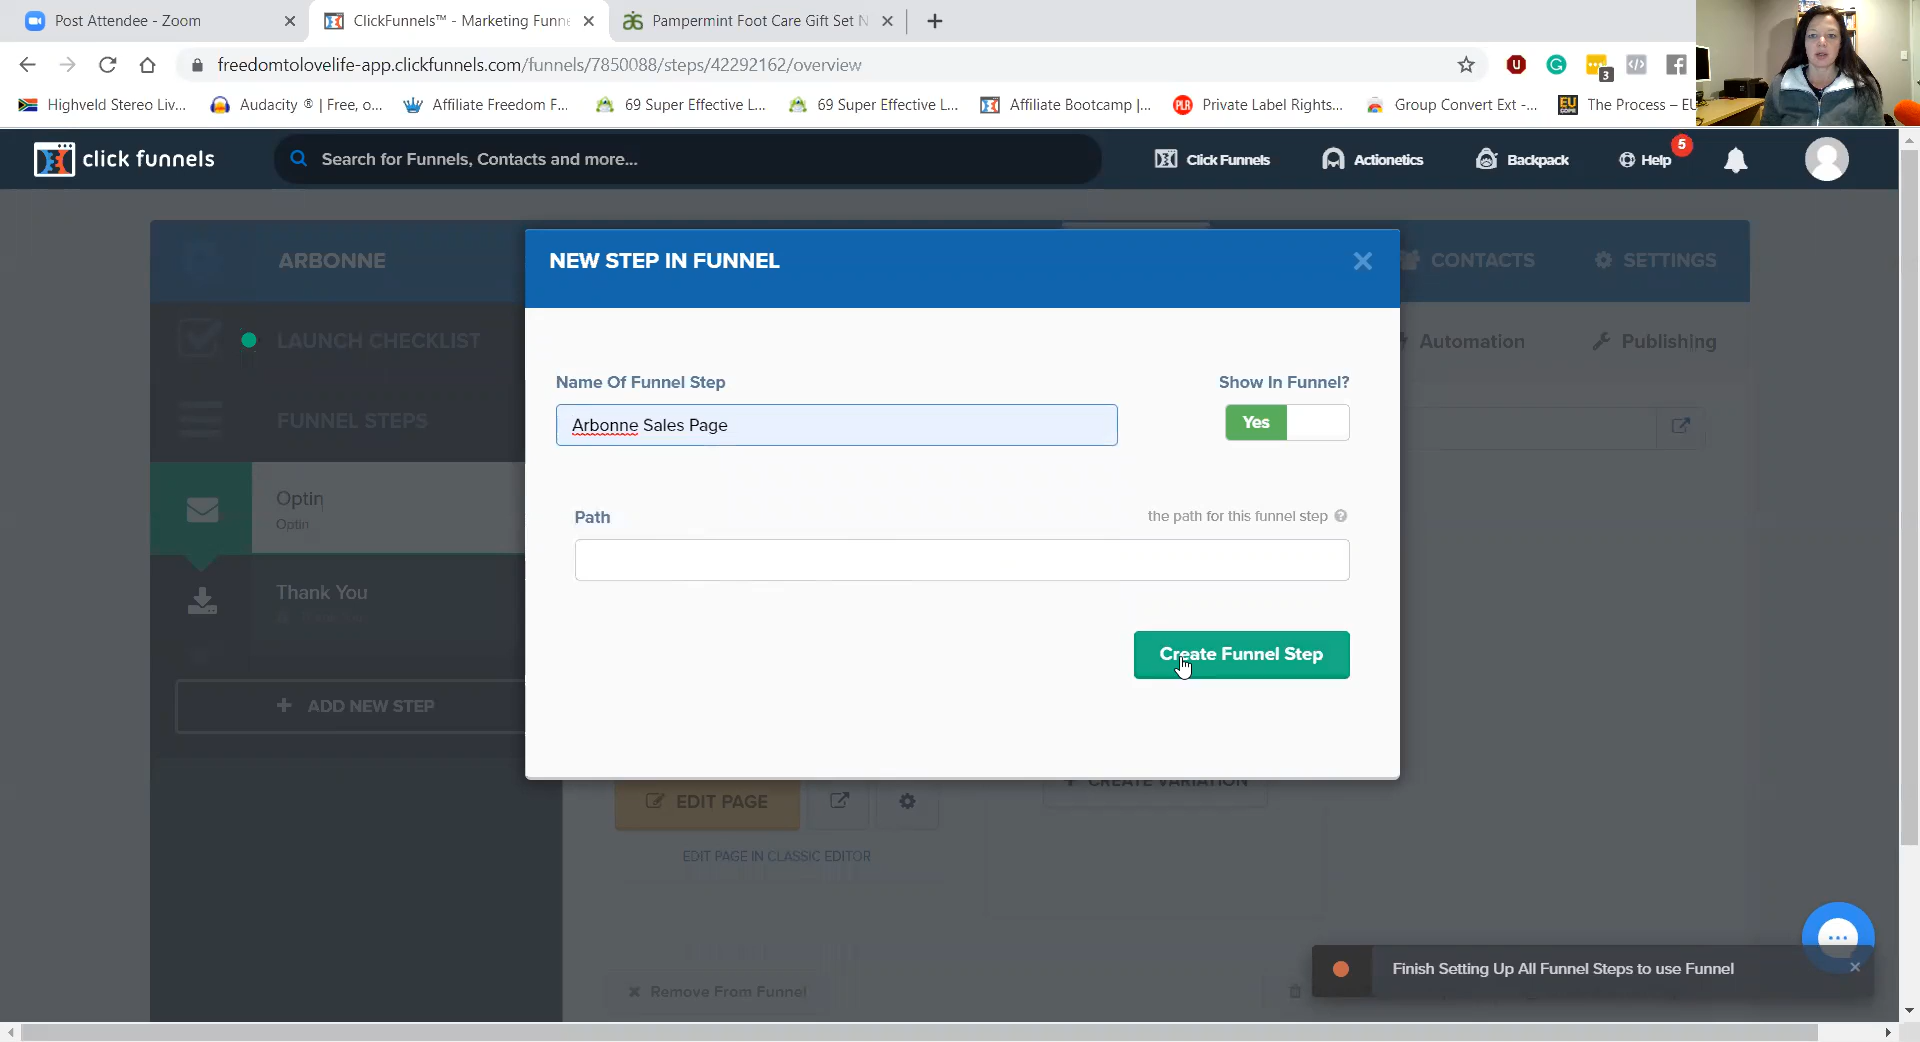 Post Attendee - Zoom
ClickFunnels™ - Marketing Funn
Pampermint Foot Care Gift Set N
freedomtolovelife-app.clickfunnels.com/funnels/7850088/steps/42292162/overview
3
Highveld Stereo Liv...
Audacity ® | Free, o...
Affiliate Freedom F...
69 Super Effective L...
69 Super Effective L...
Affiliate Bootcamp |...
PLR
Private Label Rights...
Group Convert Ext -...
EU
The Process – EU
click funnels
Search for Funnels, Contacts and more...
Click Funnels
Actionetics
Backpack
Help
5
ARBONNE
NEW STEP IN FUNNEL
CONTACTS
SETTINGS
LAUNCH CHECKLIST
Automation
Publishing
Name Of Funnel Step
Show In Funnel?
Arbonne Sales Page
Yes
FUNNEL STEPS
Optin
Optin
Path
the path for this funnel step
Thank You
Create Funnel Step
+ ADD NEW STEP
CREATE VARIATION
EDIT PAGE
EDIT PAGE IN CLASSIC EDITOR
Finish Setting Up All Funnel Steps to use Funnel
Remove From Funnel